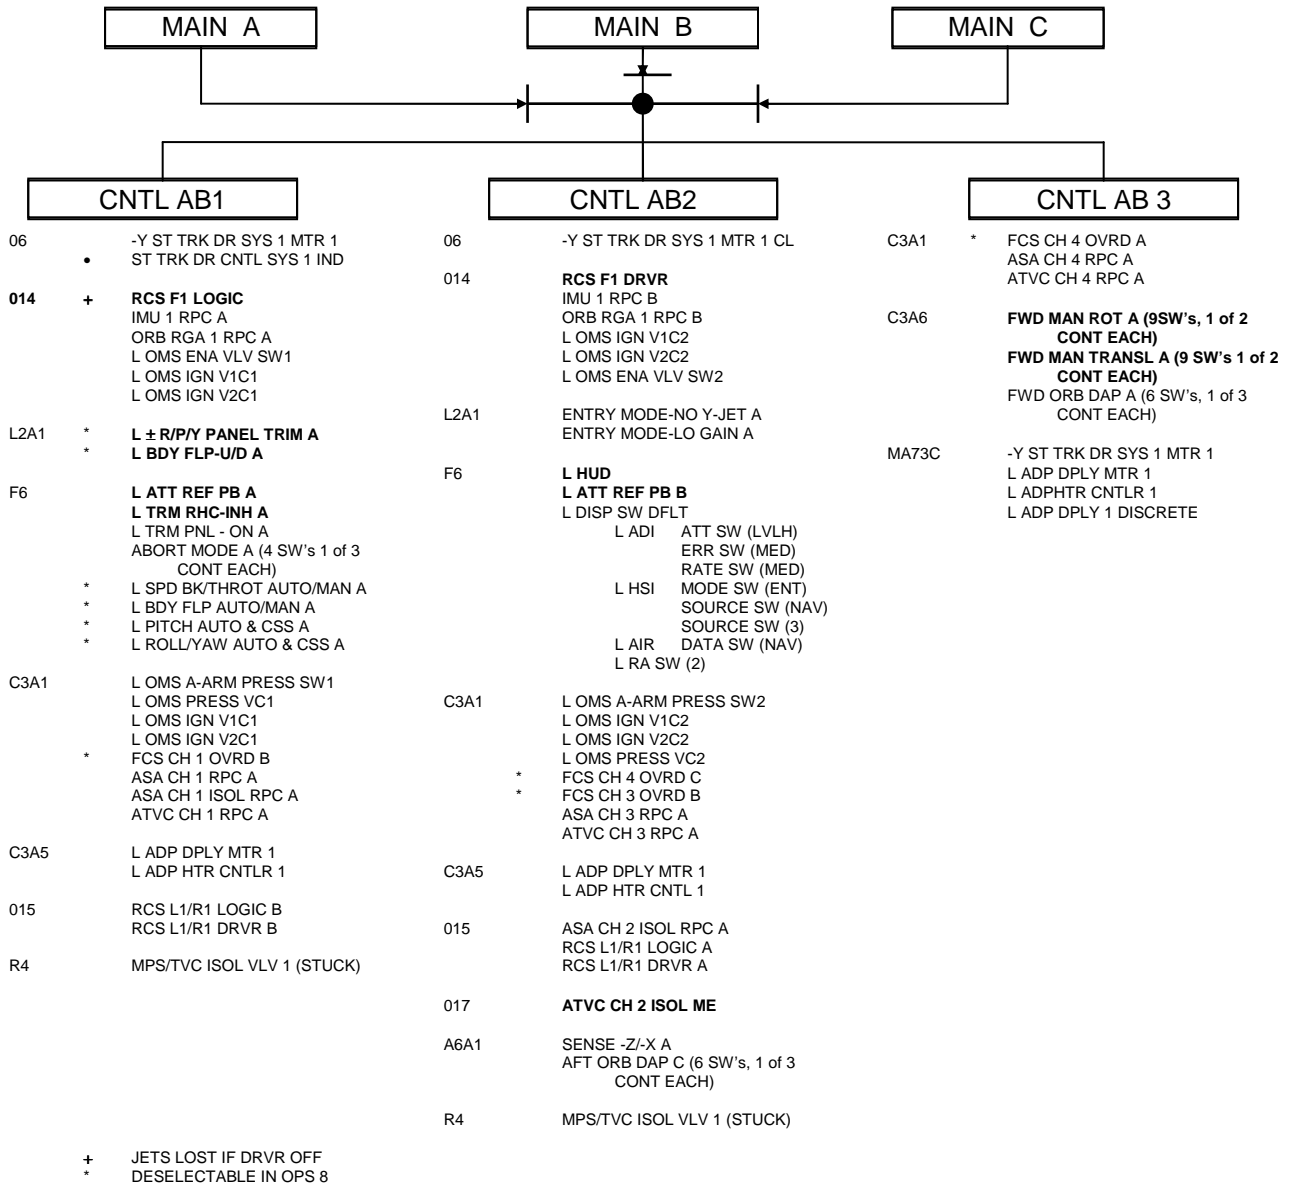 MAIN A
MAIN B
MAIN C
CNTL AB1
06 -Y ST TRK DR SYS 1 MTR 1
• ST TRK DR CNTL SYS 1 IND
014 + RCS F1 LOGIC
IMU 1 RPC A
ORB RGA 1 RPC A
L OMS ENA VLV SW1
L OMS IGN V1C1
L OMS IGN V2C1
L2A1 * L ± R/P/Y PANEL TRIM A
* L BDY FLP-U/D A
F6 L ATT REF PB A
L TRM RHC-INH A
L TRM PNL - ON A
ABORT MODE A (4 SW's 1 of 3
CONT EACH)
* L SPD BK/THROT AUTO/MAN A
* L BDY FLP AUTO/MAN A
* L PITCH AUTO & CSS A
* L ROLL/YAW AUTO & CSS A
C3A1 L OMS A-ARM PRESS SW1
L OMS PRESS VC1
L OMS IGN V1C1
L OMS IGN V2C1
* FCS CH 1 OVRD B
ASA CH 1 RPC A
ASA CH 1 ISOL RPC A
ATVC CH 1 RPC A
C3A5 L ADP DPLY MTR 1
L ADP HTR CNTLR 1
015 RCS L1/R1 LOGIC B
RCS L1/R1 DRVR B
R4 MPS/TVC ISOL VLV 1 (STUCK)
CNTL AB2
06 -Y ST TRK DR SYS 1 MTR 1 CL
014 RCS F1 DRVR
IMU 1 RPC B
ORB RGA 1 RPC B
L OMS IGN V1C2
L OMS IGN V2C2
L OMS ENA VLV SW2
L2A1 ENTRY MODE-NO Y-JET A
ENTRY MODE-LO GAIN A
F6 L HUD
L ATT REF PB B
L DISP SW DFLT
L ADI ATT SW (LVLH)
ERR SW (MED)
RATE SW (MED)
L HSI MODE SW (ENT)
SOURCE SW (NAV)
SOURCE SW (3)
L AIR DATA SW (NAV)
L RA SW (2)
C3A1 L OMS A-ARM PRESS SW2
L OMS IGN V1C2
L OMS IGN V2C2
L OMS PRESS VC2
* FCS CH 4 OVRD C
* FCS CH 3 OVRD B
ASA CH 3 RPC A
ATVC CH 3 RPC A
C3A5 L ADP DPLY MTR 1
L ADP HTR CNTL 1
015 ASA CH 2 ISOL RPC A
RCS L1/R1 LOGIC A
RCS L1/R1 DRVR A
017 ATVC CH 2 ISOL ME
A6A1 SENSE -Z/-X A
AFT ORB DAP C (6 SW's, 1 of 3
CONT EACH)
R4 MPS/TVC ISOL VLV 1 (STUCK)
CNTL AB 3
C3A1 * FCS CH 4 OVRD A
ASA CH 4 RPC A
ATVC CH 4 RPC A
C3A6 FWD MAN ROT A (9SW's, 1 of 2
CONT EACH)
FWD MAN TRANSL A (9 SW's 1 of 2
CONT EACH)
FWD ORB DAP A (6 SW's, 1 of 3
CONT EACH)
MA73C -Y ST TRK DR SYS 1 MTR 1
L ADP DPLY MTR 1
L ADPHTR CNTLR 1
L ADP DPLY 1 DISCRETE
+ JETS LOST IF DRVR OFF
* DESELECTABLE IN OPS 8